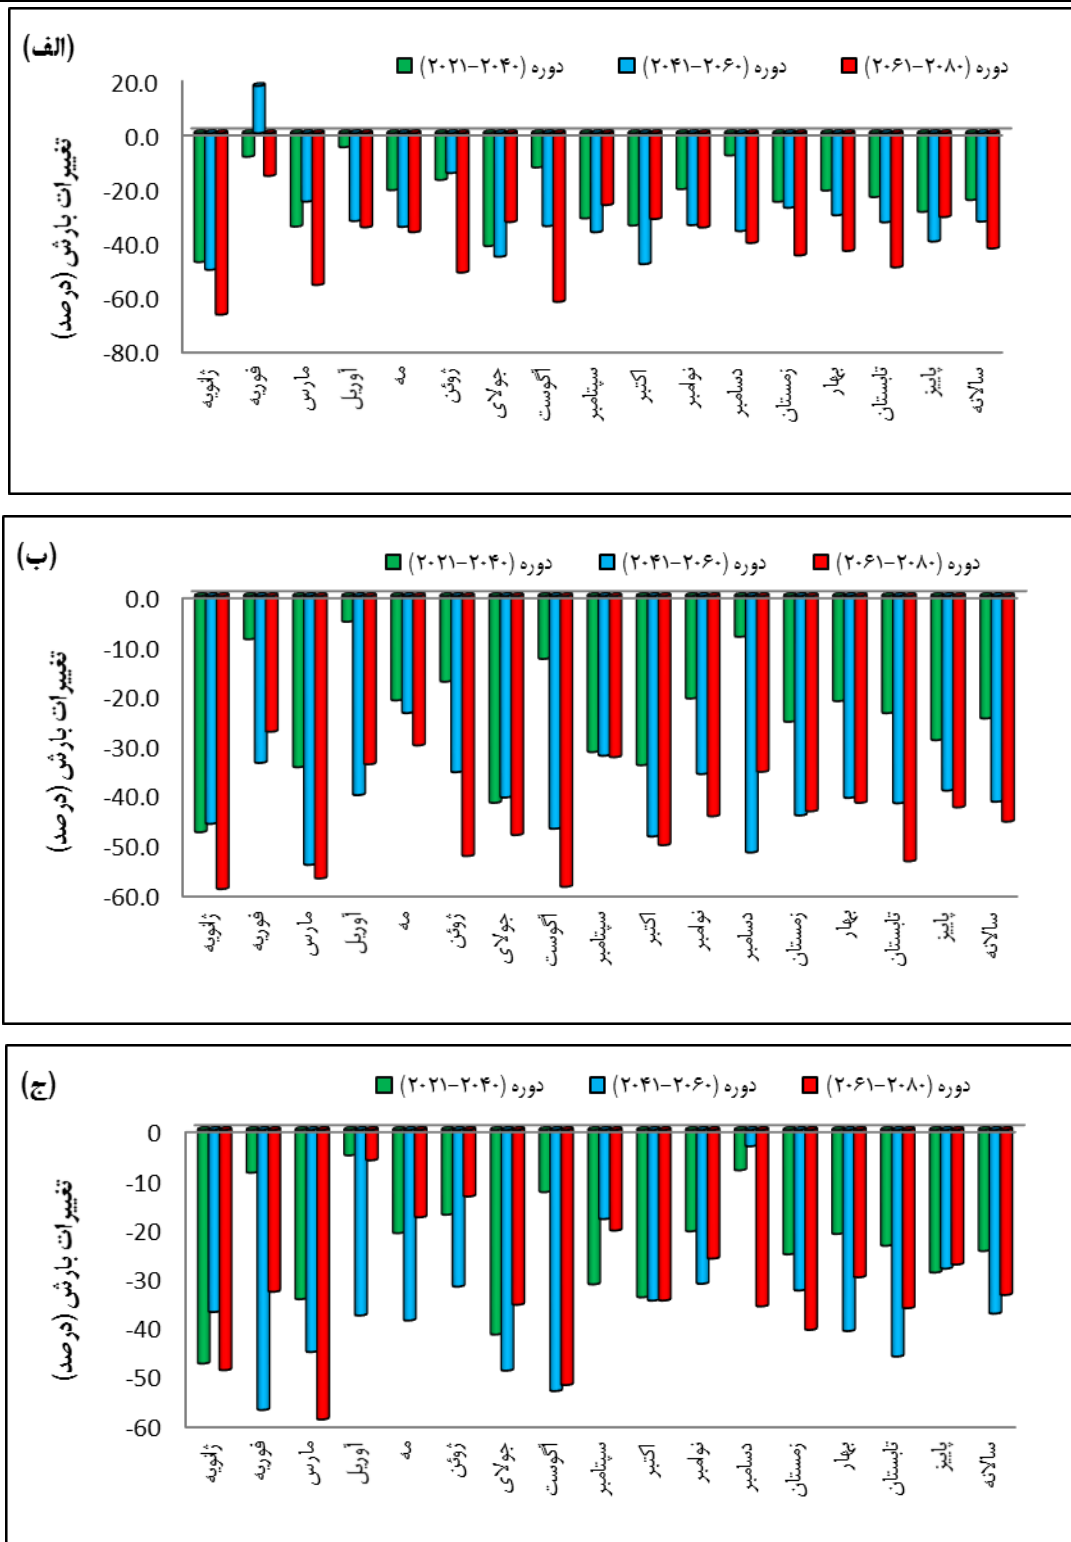 (الف)
دوره (۲۰۲۱-۲۰۴۰) دوره (۲۰۴۱-۲۰۶۰) دوره (۲۰۶۱-۲۰۸۰)
تغییرات بارش (درصد)
20.0
0.0
-20.0
-40.0
-60.0
-80.0
ژانویه فوریه مارس آوریل مه ژوئن جولای آگوست سپتامبر اکتبر نوامبر دسامبر زمستان بهار تابستان پاییز سالانه
(ب)
دوره (۲۰۲۱-۲۰۴۰) دوره (۲۰۴۱-۲۰۶۰) دوره (۲۰۶۱-۲۰۸۰)
تغییرات بارش (درصد)
0.0
-10.0
-20.0
-30.0
-40.0
-50.0
-60.0
ژانویه فوریه مارس آوریل مه ژوئن جولای آگوست سپتامبر اکتبر نوامبر دسامبر زمستان بهار تابستان پاییز سالانه
(ج)
دوره (۲۰۲۱-۲۰۴۰) دوره (۲۰۴۱-۲۰۶۰) دوره (۲۰۶۱-۲۰۸۰)
تغییرات بارش (درصد)
0
-10
-20
-30
-40
-50
-60
ژانویه فوریه مارس آوریل مه ژوئن جولای آگوست سپتامبر اکتبر نوامبر دسامبر زمستان بهار تابستان پاییز سالانه